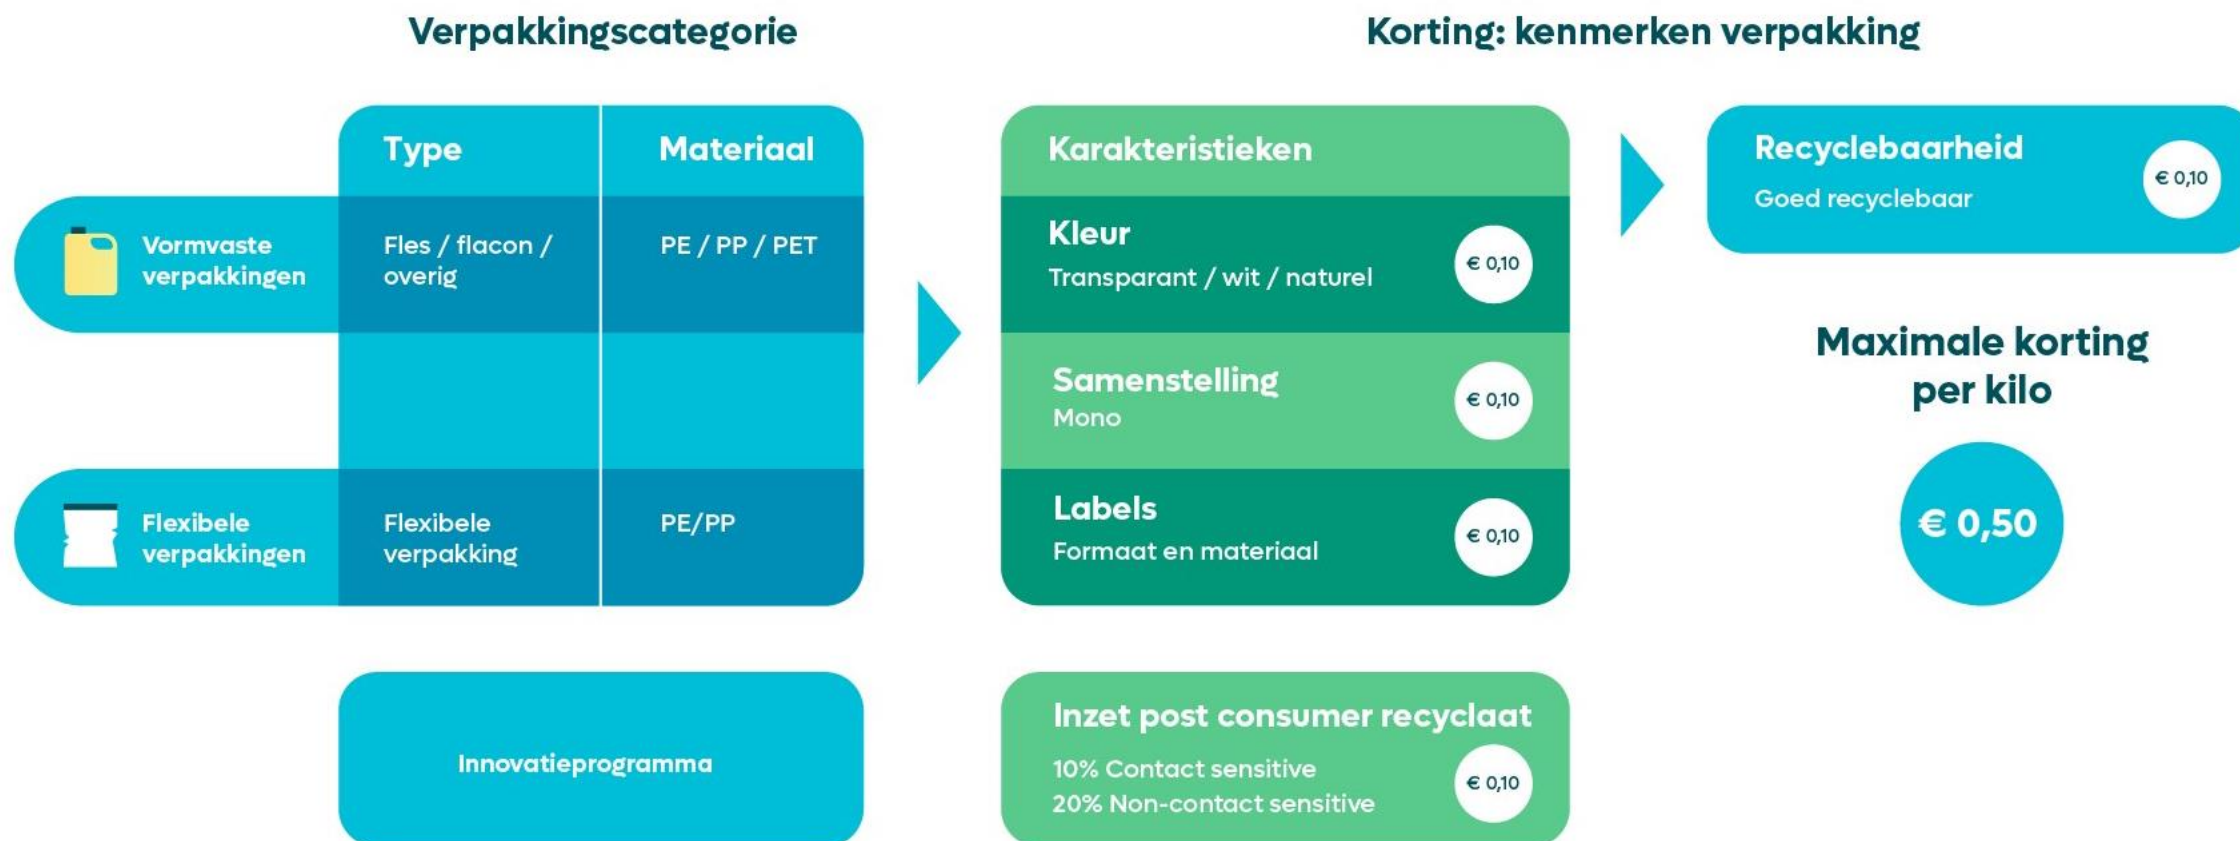 Verpakkingscategorie
Korting: kenmerken verpakking
Type
Materiaal
Vormvaste
verpakkingen
Fles / flacon /
overig
PE / PP / PET
Flexibele
verpakkingen
Flexibele
verpakking
PE/PP
Innovatieprogramma
Karakteristieken
Kleur
Transparant / wit / naturel
€ 0,10
Samenstelling
Mono
€ 0,10
Labels
Formaat en materiaal
€ 0,10
Inzet post consumer recyclaat
10% Contact sensitive
20% Non-contact sensitive
€ 0,10
Recyclebaarheid
Goed recyclebaar
€ 0,10
Maximale korting
per kilo
€ 0,50